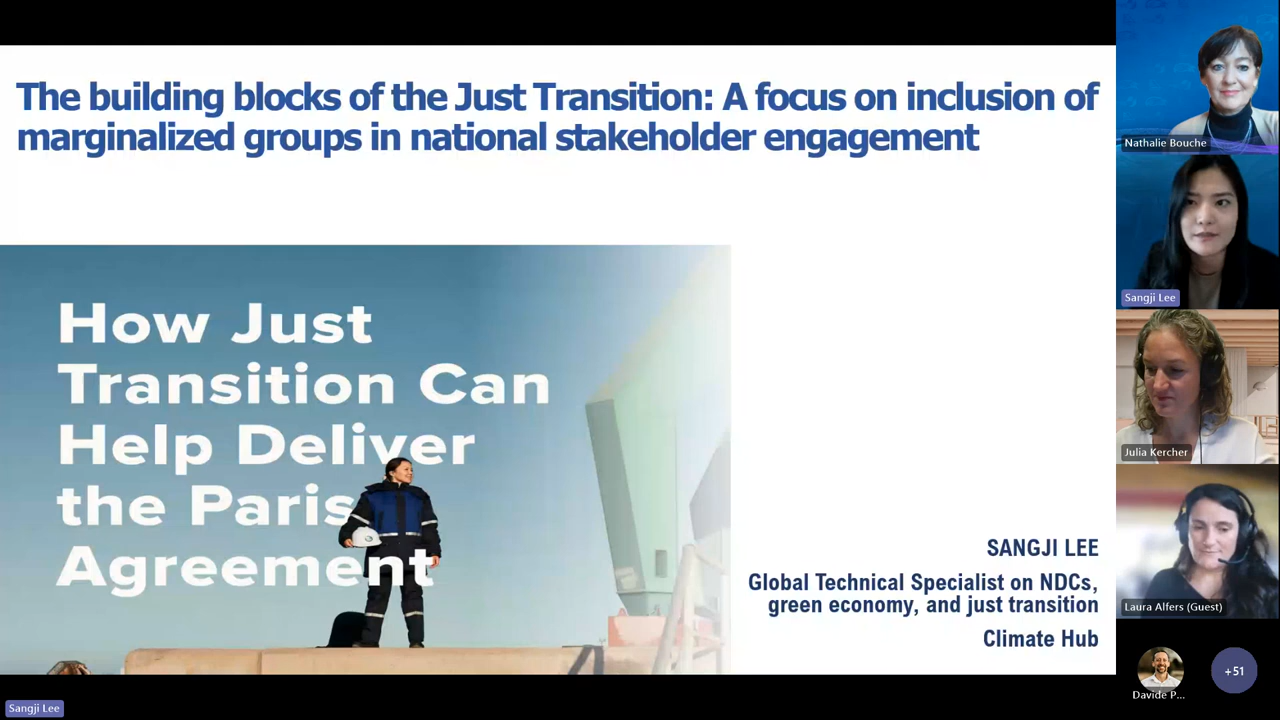 The building blocks of the Just Transition: A focus on inclusion of
marginalized groups in national stakeholder engagement
How Just
Transition Can
Help Deliver
the Paris
Agreement
SANGJI LEE
Global Technical Specialist on NDCs,
green economy, and just transition
Climate Hub
Nathalie Bouche
Sangji Lee
Julia Kercher
Laura Alfers (Guest)
Davide P...
+51
Sangji Lee